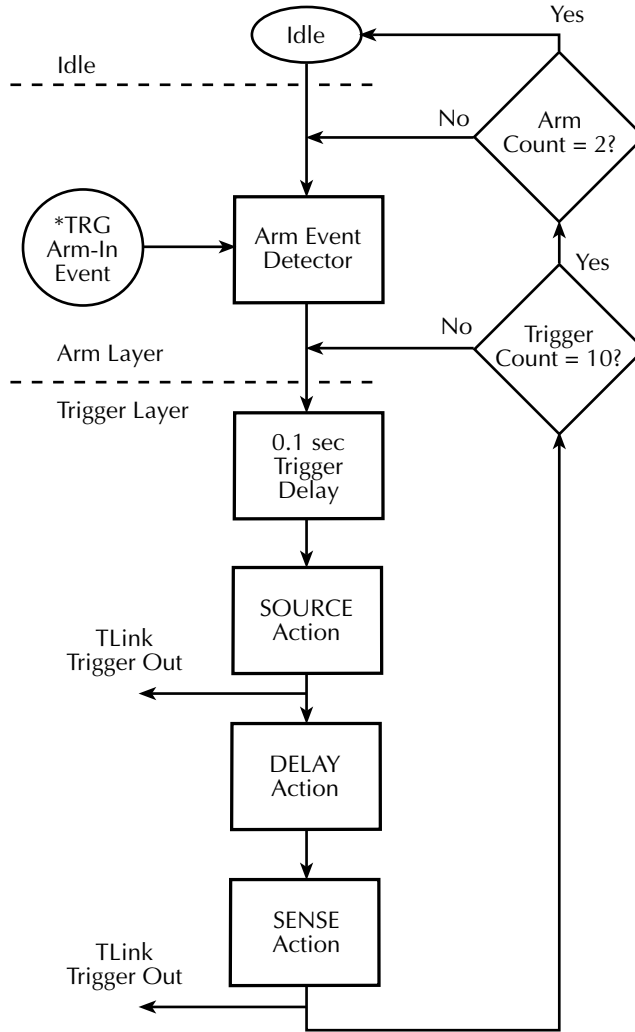 Yes
Idle
Idle
No
Arm
Count = 2?
*TRG
Arm-In
Event
Arm Event
Detector
Yes
No
Trigger
Count = 10?
Arm Layer
Trigger Layer
0.1 sec
Trigger
Delay
SOURCE
Action
TLink
Trigger Out
DELAY
Action
SENSE
Action
TLink
Trigger Out